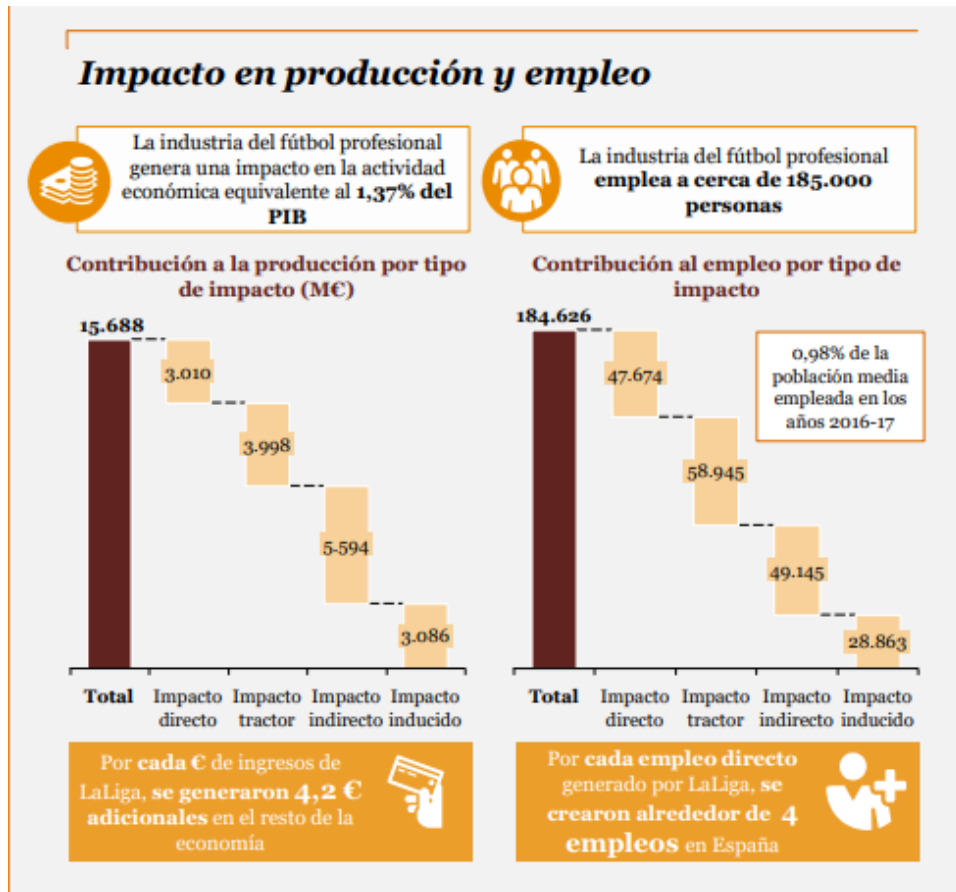 Impacto en producción y empleo
La industria del fútbol profesional
genera una impacto en la actividad
económica equivalente al 1,37% del
PIB
La industria del fútbol profesional
emplea a cerca de 185.000
personas
Contribución a la producción por tipo
de impacto (M€)
15.688
3.010
3.998
5.594
3.086
Total
Impacto
directo
Impacto
tractor
Impacto
indirecto
Impacto
inducido
Contribución al empleo por tipo de
impacto
184.626
47.674
58.945
49.145
28.863
0,98% de la
población media
empleada en los
años 2016-17
Total
Impacto
directo
Impacto
tractor
Impacto
indirecto
Impacto
inducido
Por cada € de ingresos de
LaLiga, se generaron 4,2 €
adicionales en el resto de la
economía
Por cada empleo directo
generado por LaLiga, se
crearon alrededor de 4
empleos en España